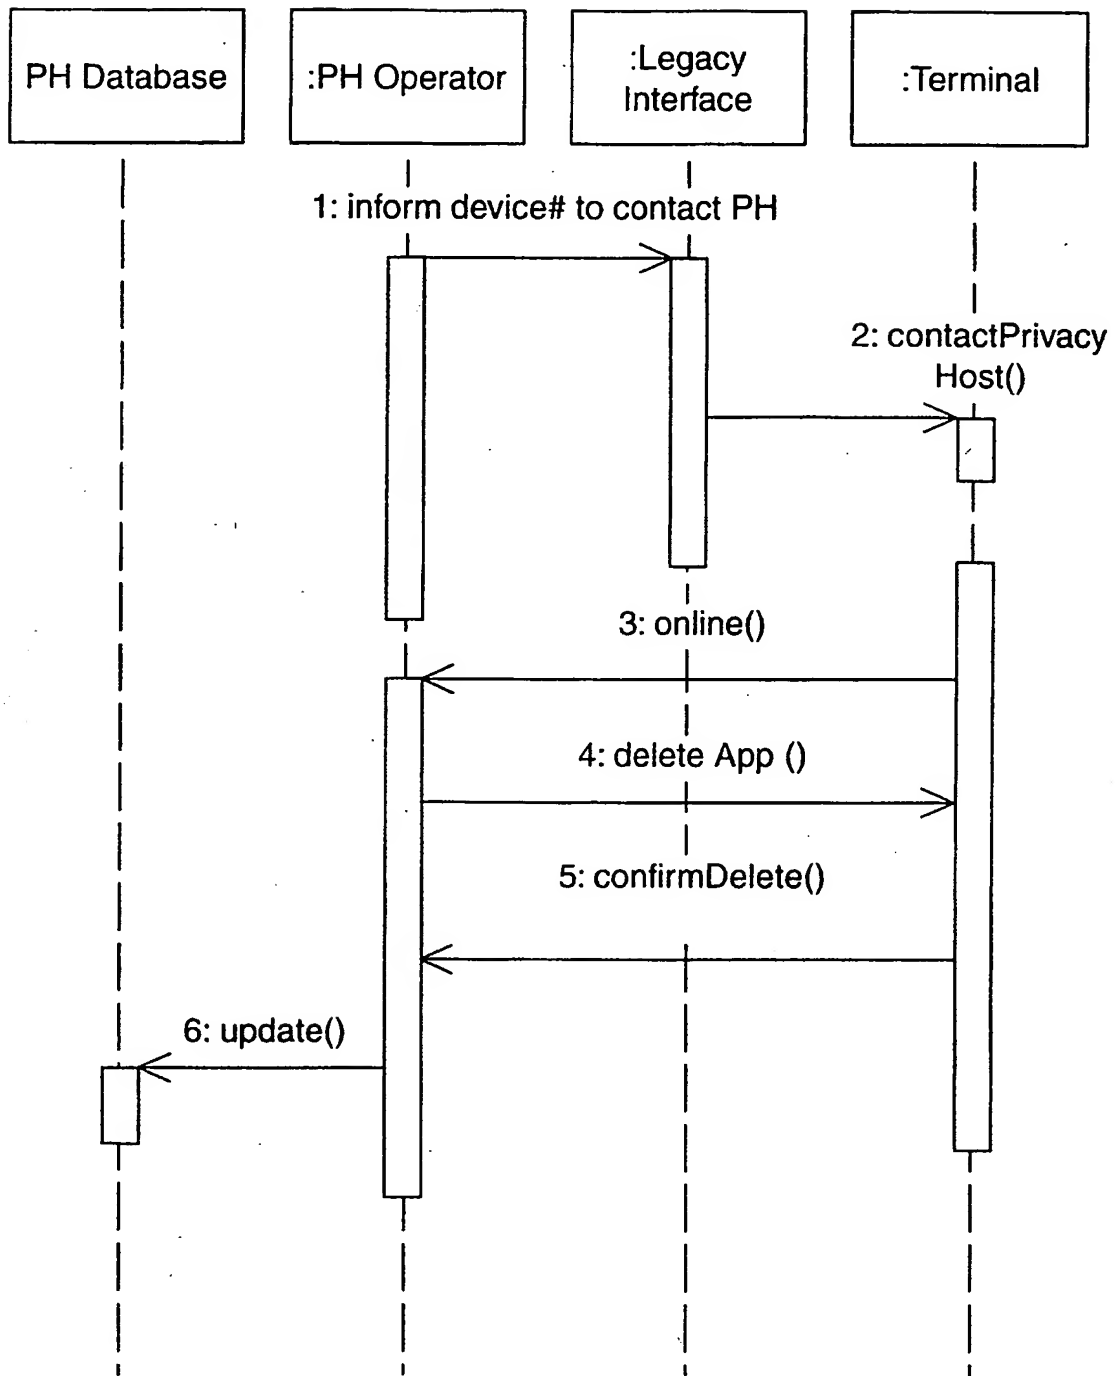 PH Database
:PH Operator
:Legacy
Interface
:Terminal
1: inform device# to contact PH
2: contactPrivacy
Host()
3: online()
4: delete App ()
5: confirmDelete()
6: update()